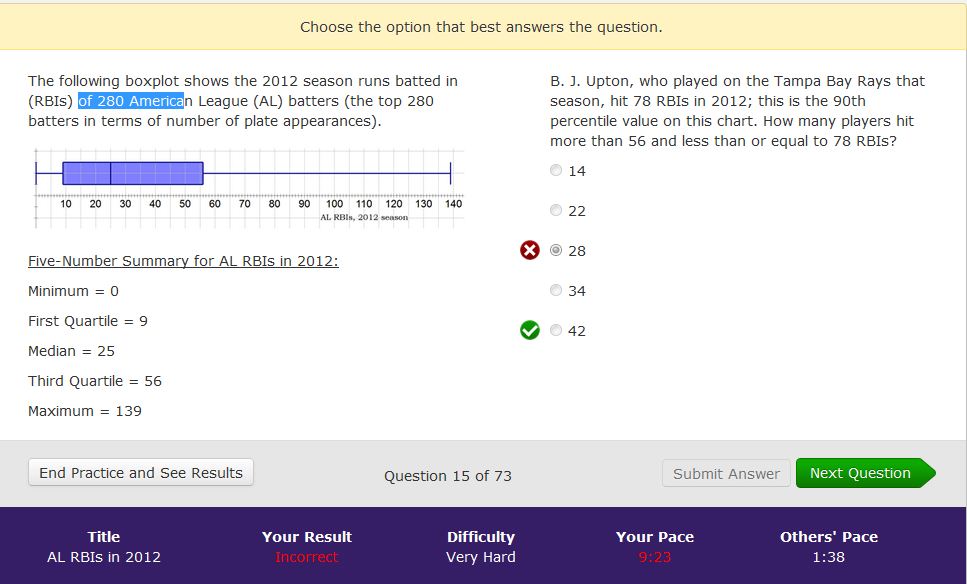 Choose the option that best answers the question.
The following boxplot shows the 2012 season runs batted in
(RBIs) of 280 American League (AL) batters (the top 280
batters in terms of number of plate appearances).
10 20 30 40 50 60 70 80 90 100 110 120 130 140
AL RBIs, 2012 season
Five-Number Summary for AL RBIs in 2012:
Minimum = 0
First Quartile = 9
Median = 25
Third Quartile = 56
Maximum = 139
B. J. Upton, who played on the Tampa Bay Rays that
season, hit 78 RBIs in 2012; this is the 90th
percentile value on this chart. How many players hit
more than 56 and less than or equal to 78 RBIs?
14
22
28
34
42
End Practice and See Results
Question 15 of 73
Submit Answer
Next Question
Title
AL RBIs in 2012
Your Result
Incorrect
Difficulty
Very Hard
Your Pace
9:23
Others' Pace
1:38